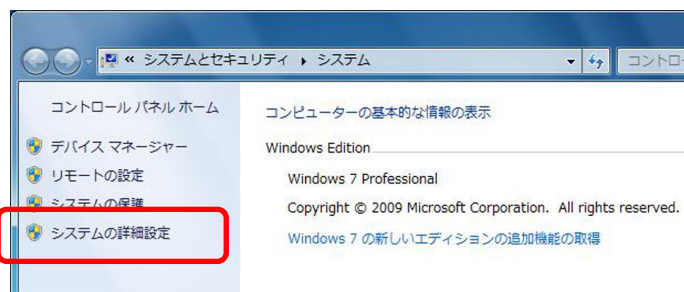 « システムとセキュリティ ▸ システム
コントロ
コントロール パネル ホーム
デバイス マネージャー
リモートの設定
システムの保護
システムの詳細設定
コンピューターの基本的な情報の表示
Windows Edition
Windows 7 Professional
Copyright © 2009 Microsoft Corporation. All rights reserved.
Windows 7 の新しいエディションの追加機能の取得